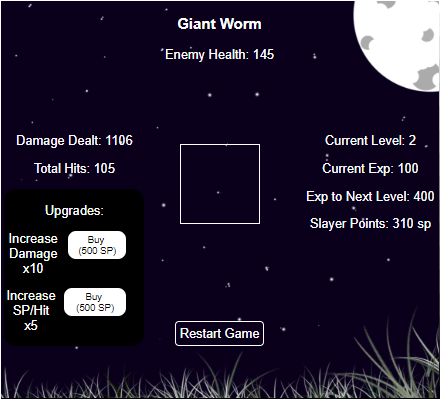 Giant Worm
Enemy Health: 145
Damage Dealt: 1106
Total Hits: 105
Current Level: 2
Current Exp: 100
Exp to Next Level: 400
Slayer Points: 310 sp
Upgrades:
Increase
Damage
x10
Buy
(500 SP)
Increase
SP/Hit
x5
Buy
(500 SP)
Restart Game